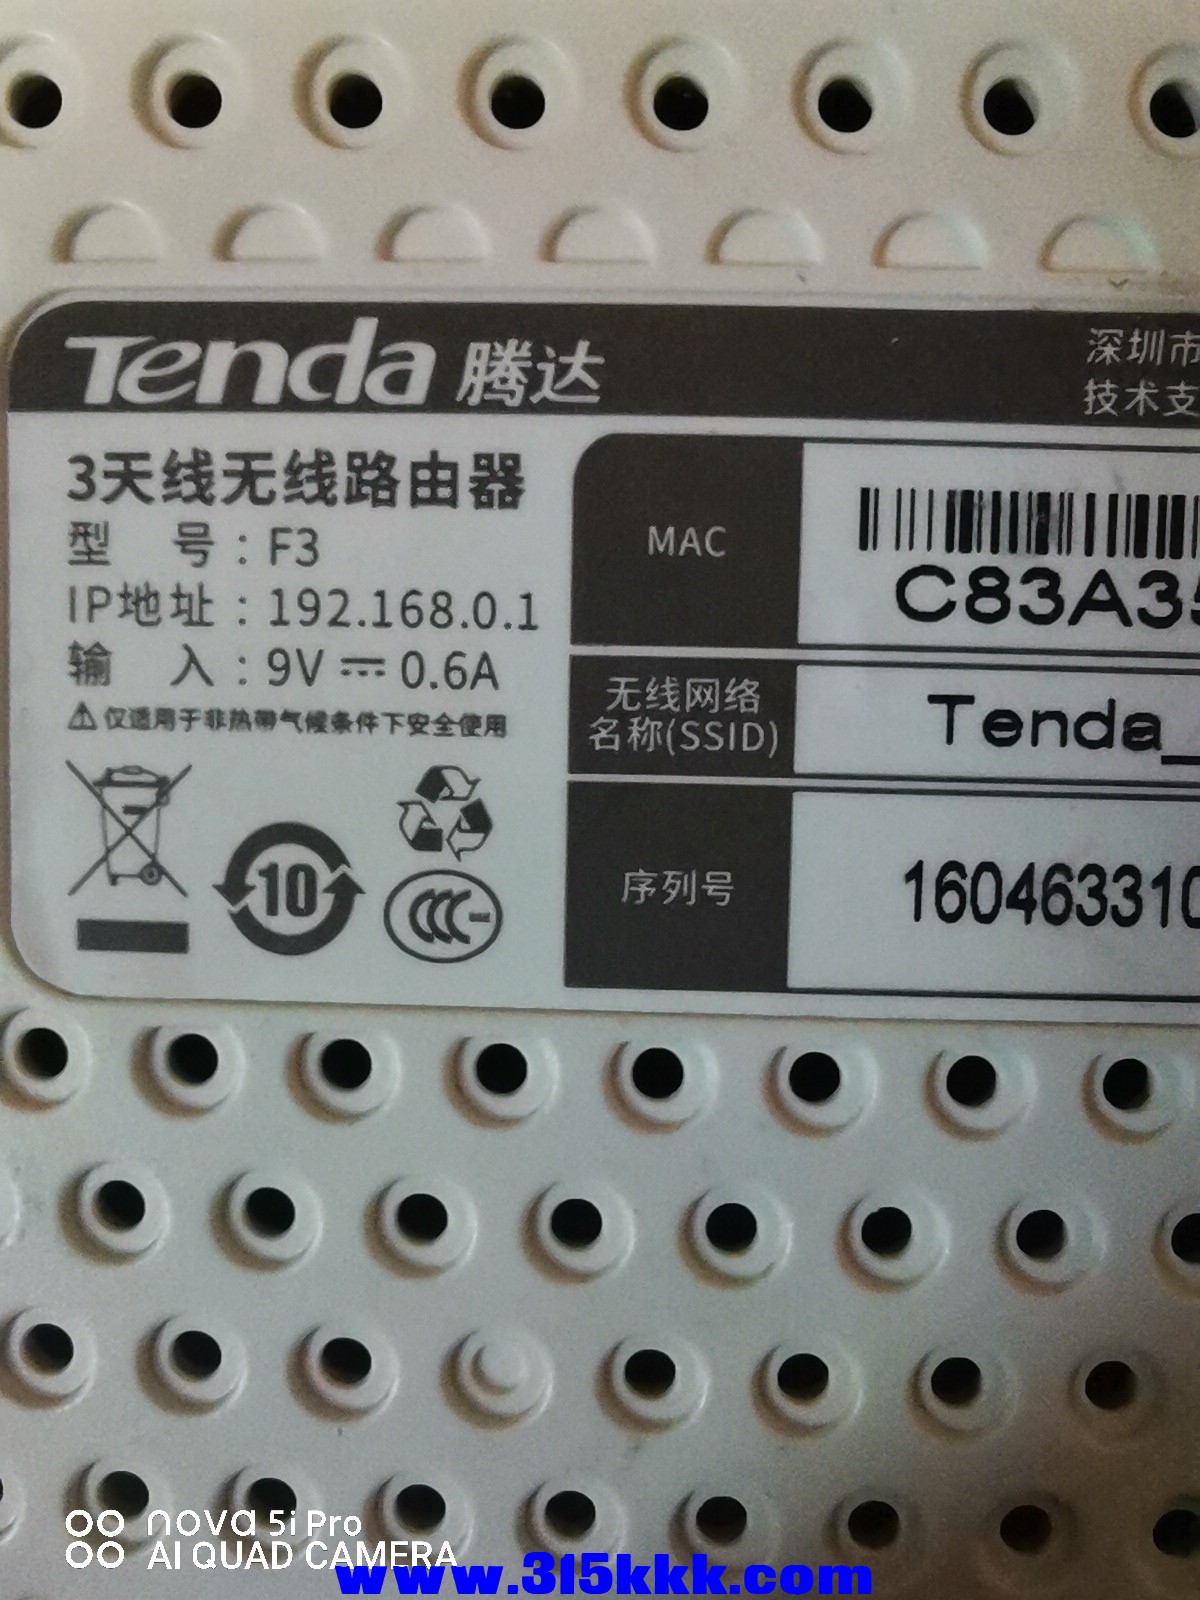 Tenda 腾达
深圳市
技术支
3天线无线路由器
型 号：F3
IP地址：192.168.0.1
输 入：9V⎓0.6A
⚠仅适用于非热带气候条件下安全使用
10
MAC
C83A35
无线网络
名称(SSID)
Tenda_
序列号
160463310
nova 5i Pro
AI QUAD CAMERA
www.315kkk.com